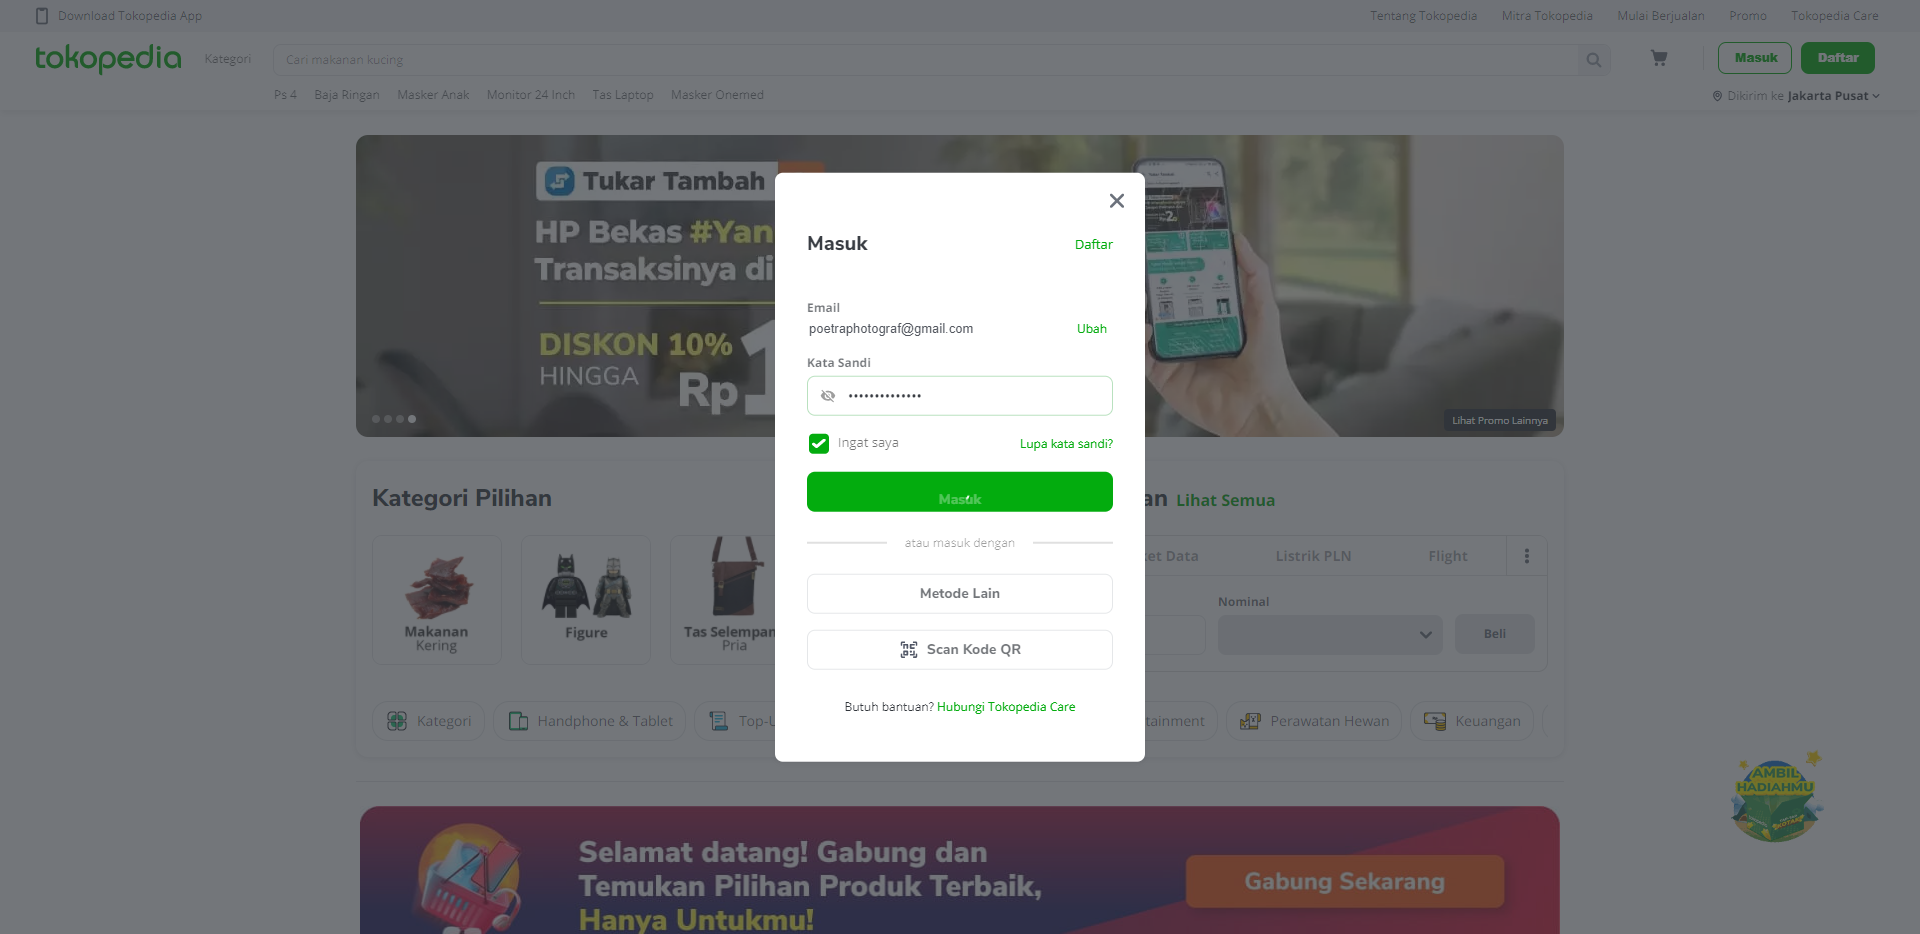 Download Tokopedia App
Tentang Tokopedia
Mitra Tokopedia
Mulai Berjualan
Promo
Tokopedia Care
tokopedia
Kategori
Cari makanan kucing
Masuk
Daftar
Ps 4
Baja Ringan
Masker Anak
Monitor 24 Inch
Tas Laptop
Masker Onemed
Dikirim ke Jakarta Pusat
Tukar Tambah
HP Bekas #Yan
Transaksinya di
DISKON 10%
HINGGA
Rp1
Lihat Promo Lainnya
Masuk
Daftar
Email
poetraphotograf@gmail.com
Ubah
Kata Sandi
••••••••••••••
Ingat saya
Lupa kata sandi?
Masuk
atau masuk dengan
Metode Lain
Scan Kode QR
Butuh bantuan? Hubungi Tokopedia Care
Kategori Pilihan
an
Lihat Semua
Makanan
Kering
Figure
Tas Selempan
Pria
ket Data
Listrik PLN
Flight
Nominal
Beli
Kategori
Handphone & Tablet
Top-U
tainment
Perawatan Hewan
Keuangan
AMBIL
HADIAHMU
Selamat datang! Gabung dan
Temukan Pilihan Produk Terbaik,
Hanya Untukmu!
Gabung Sekarang